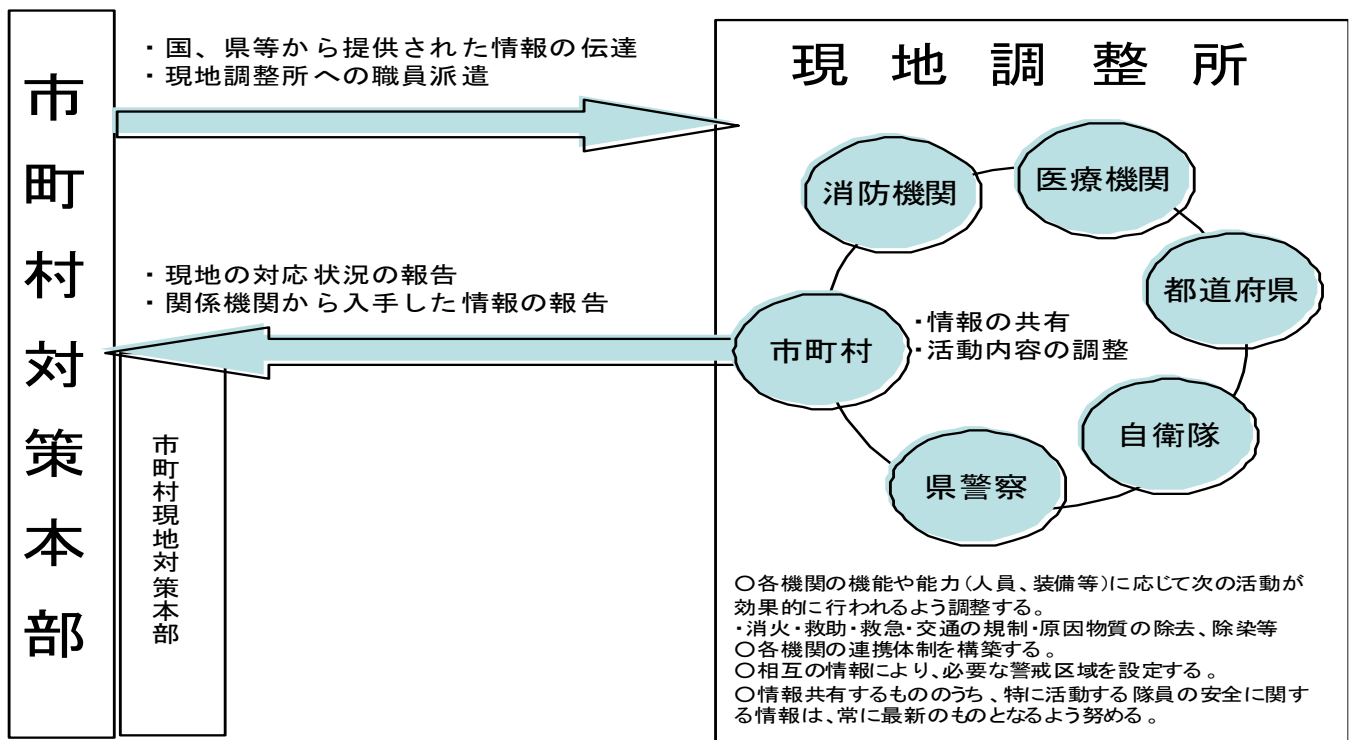 市町村対策本部
・国、県等から提供された情報の伝達
・現地調整所への職員派遣
・現地の対応状況の報告
・関係機関から入手した情報の報告
市町村現地対策本部
現地調整所
消防機関
医療機関
都道府県
自衛隊
県警察
市町村
・情報の共有
・活動内容の調整
○各機関の機能や能力(人員、装備等)に応じて次の活動が
効果的に行われるよう調整する。
・消火・救助・救急・交通の規制・原因物質の除去、除染等
○各機関の連携体制を構築する。
○相互の情報により、必要な警戒区域を設定する。
○情報共有するもののうち、特に活動する隊員の安全に関す
る情報は、常に最新のものとなるよう努める。